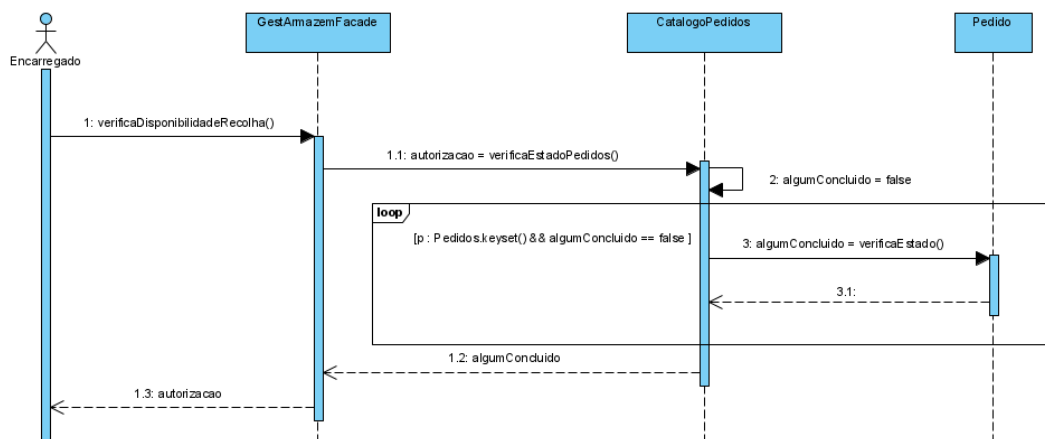 GestArmazemFacade
CatalogoPedidos
Pedido
Encarregado
1: verificaDisponibilidadeRecolha()
1.1: autorizacao = verificaEstadoPedidos()
2: algumConcluido = false
loop
[p : Pedidos.keyset() && algumConcluido == false ]
3: algumConcluido = verificaEstado()
3.1:
1.2: algumConcluido
1.3: autorizacao